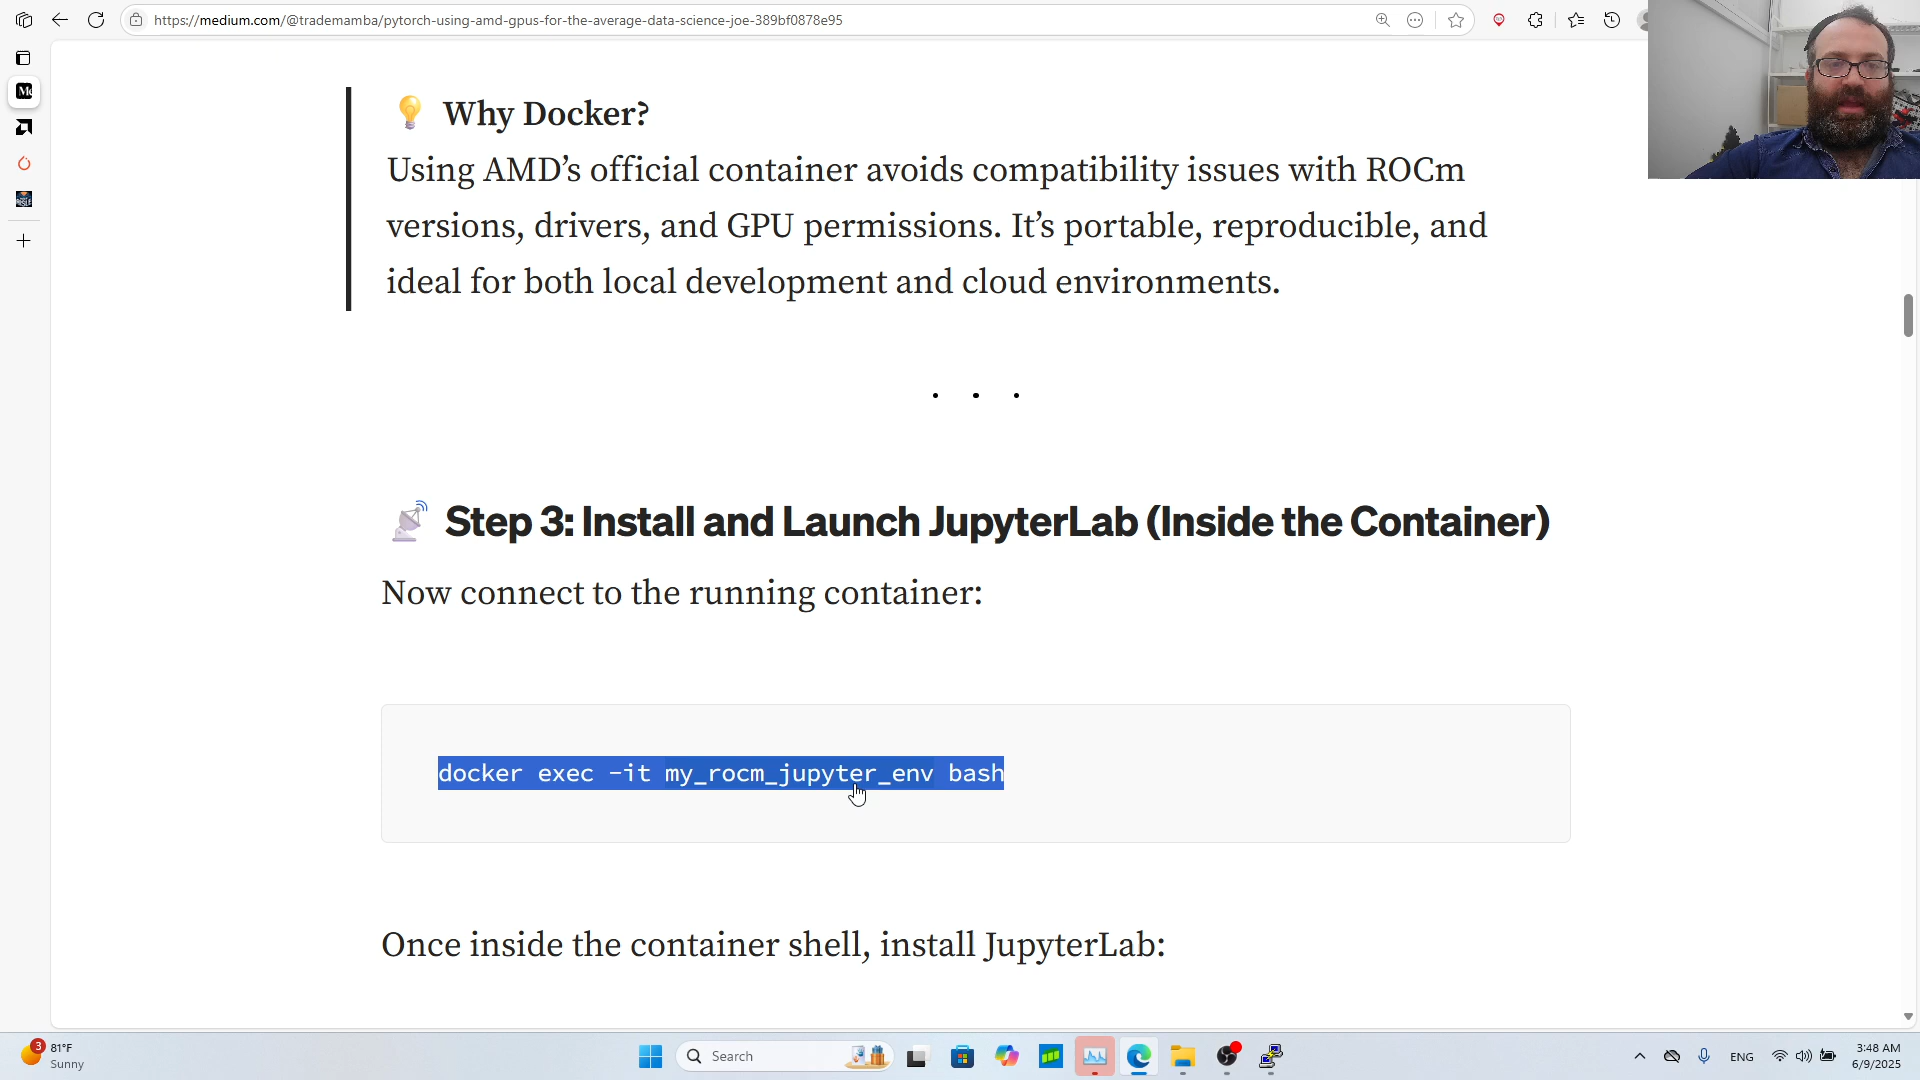 https://medium.com/@trademamba/pytorch-using-amd-gpus-for-the-average-data-science-joe-389bf0878e95
Why Docker?
Using AMD’s official container avoids compatibility issues with ROCm
versions, drivers, and GPU permissions. It’s portable, reproducible, and
ideal for both local development and cloud environments.
. . .
Step 3: Install and Launch JupyterLab (Inside the Container)
Now connect to the running container:
docker exec -it my_rocm_jupyter_env bash
Once inside the container shell, install JupyterLab:
3
81°F
Sunny
Search
ENG
3:48 AM
6/9/2025